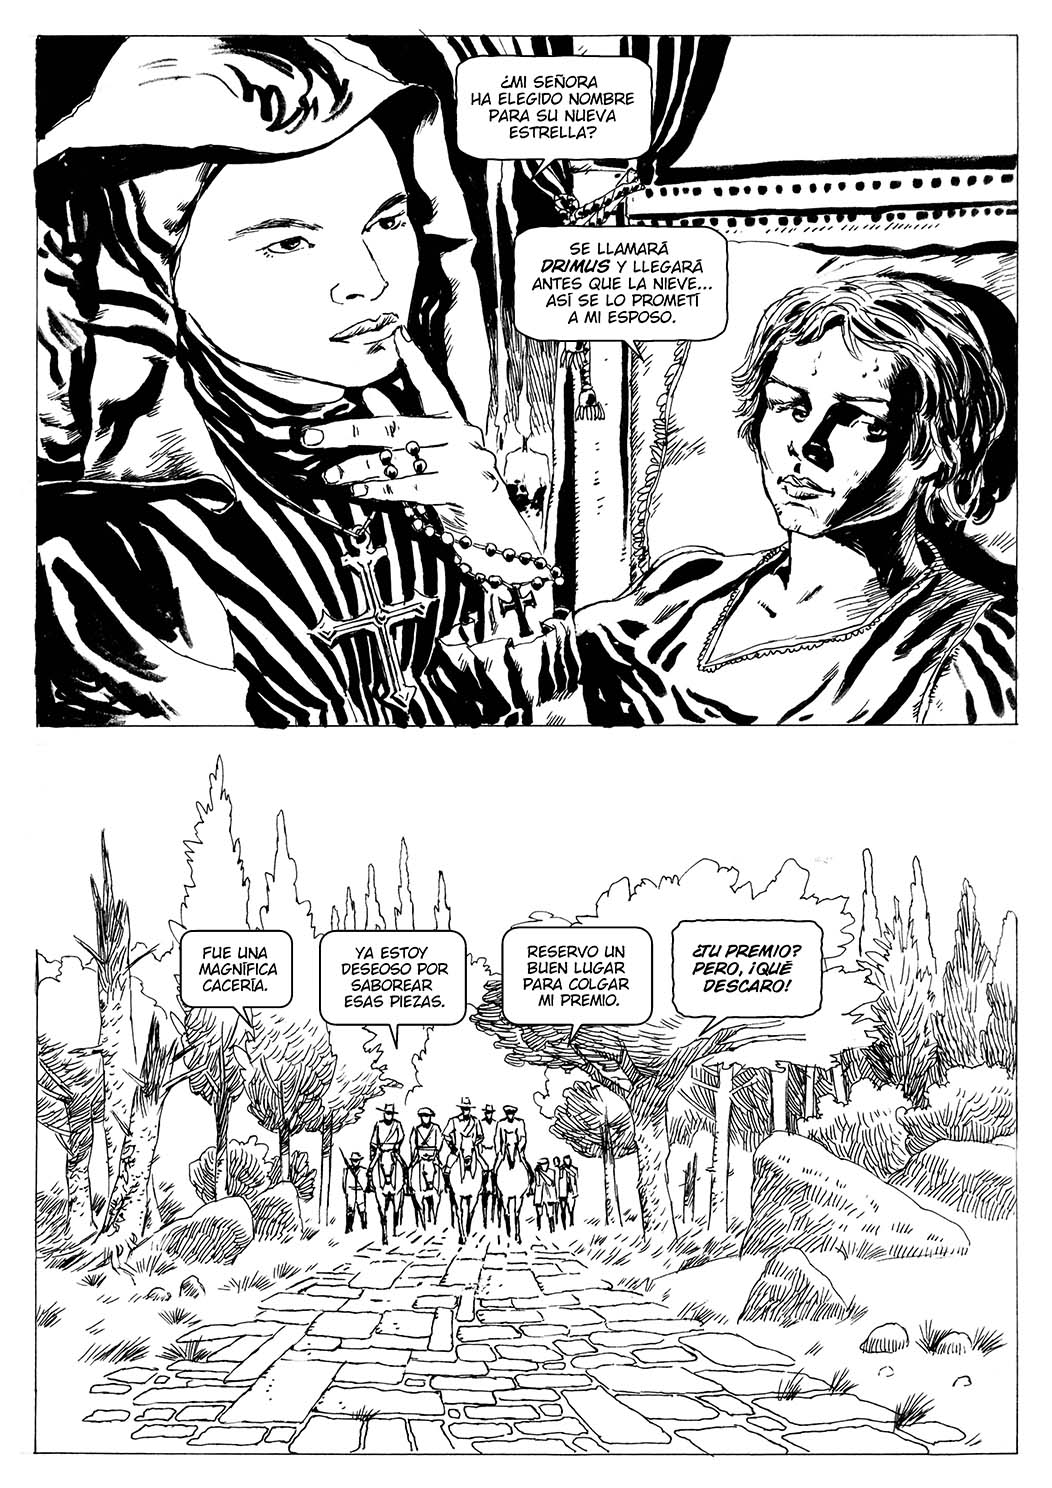 ¿MI SEÑORA
HA ELEGIDO NOMBRE
PARA SU NUEVA
ESTRELLA?
SE LLAMARÁ
DRIMUS Y LLEGARÁ
ANTES QUE LA NIEVE...
ASÍ SE LO PROMETÍ
A MI ESPOSO.
FUE UNA
MAGNÍFICA
CACERÍA.
YA ESTOY
DESEOSO POR
SABOREAR
ESAS PIEZAS.
RESERVO UN
BUEN LUGAR
PARA COLGAR
MI PREMIO.
¿TU PREMIO?
PERO, ¡QUÉ
DESCARO!